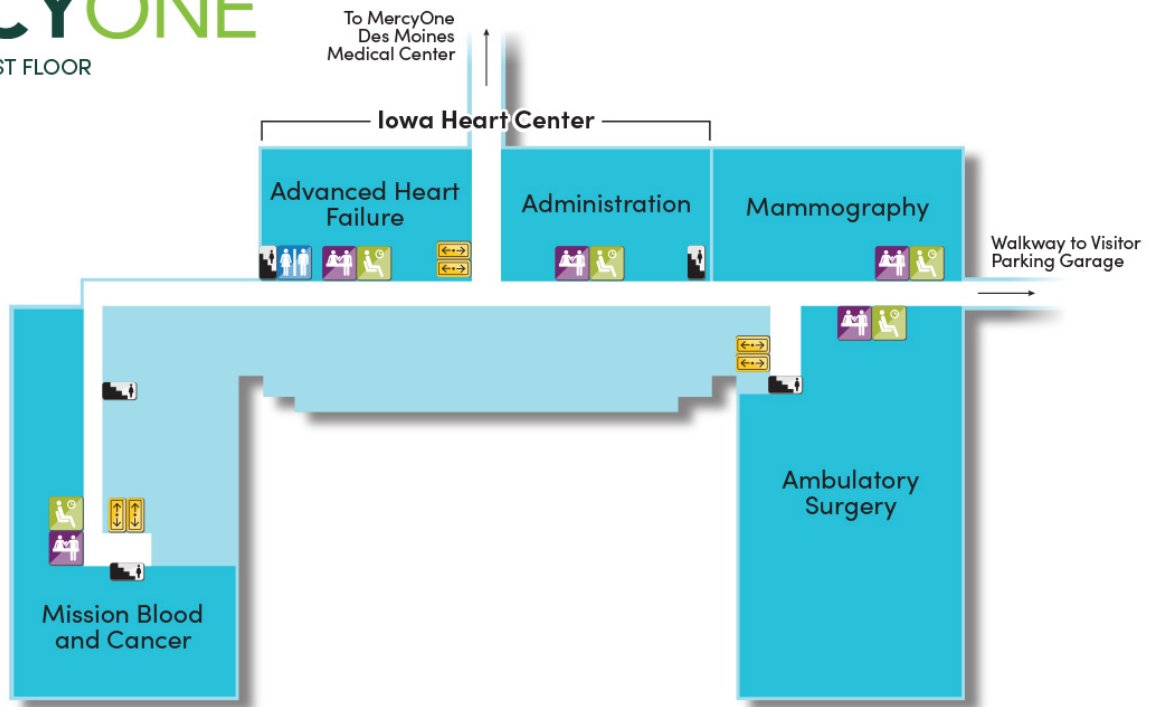 CYONE
ST FLOOR
To MercyOne
Des Moines
Medical Center
Iowa Heart Center
Advanced Heart
Failure
Administration
Mammography
Walkway to Visitor
Parking Garage
Ambulatory
Surgery
Mission Blood
and Cancer